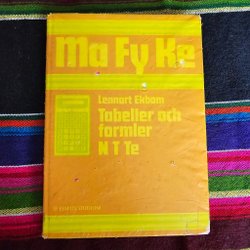 Ma Fy Ke
Lennart Ekbom
Tabeller och
formler
N T Te